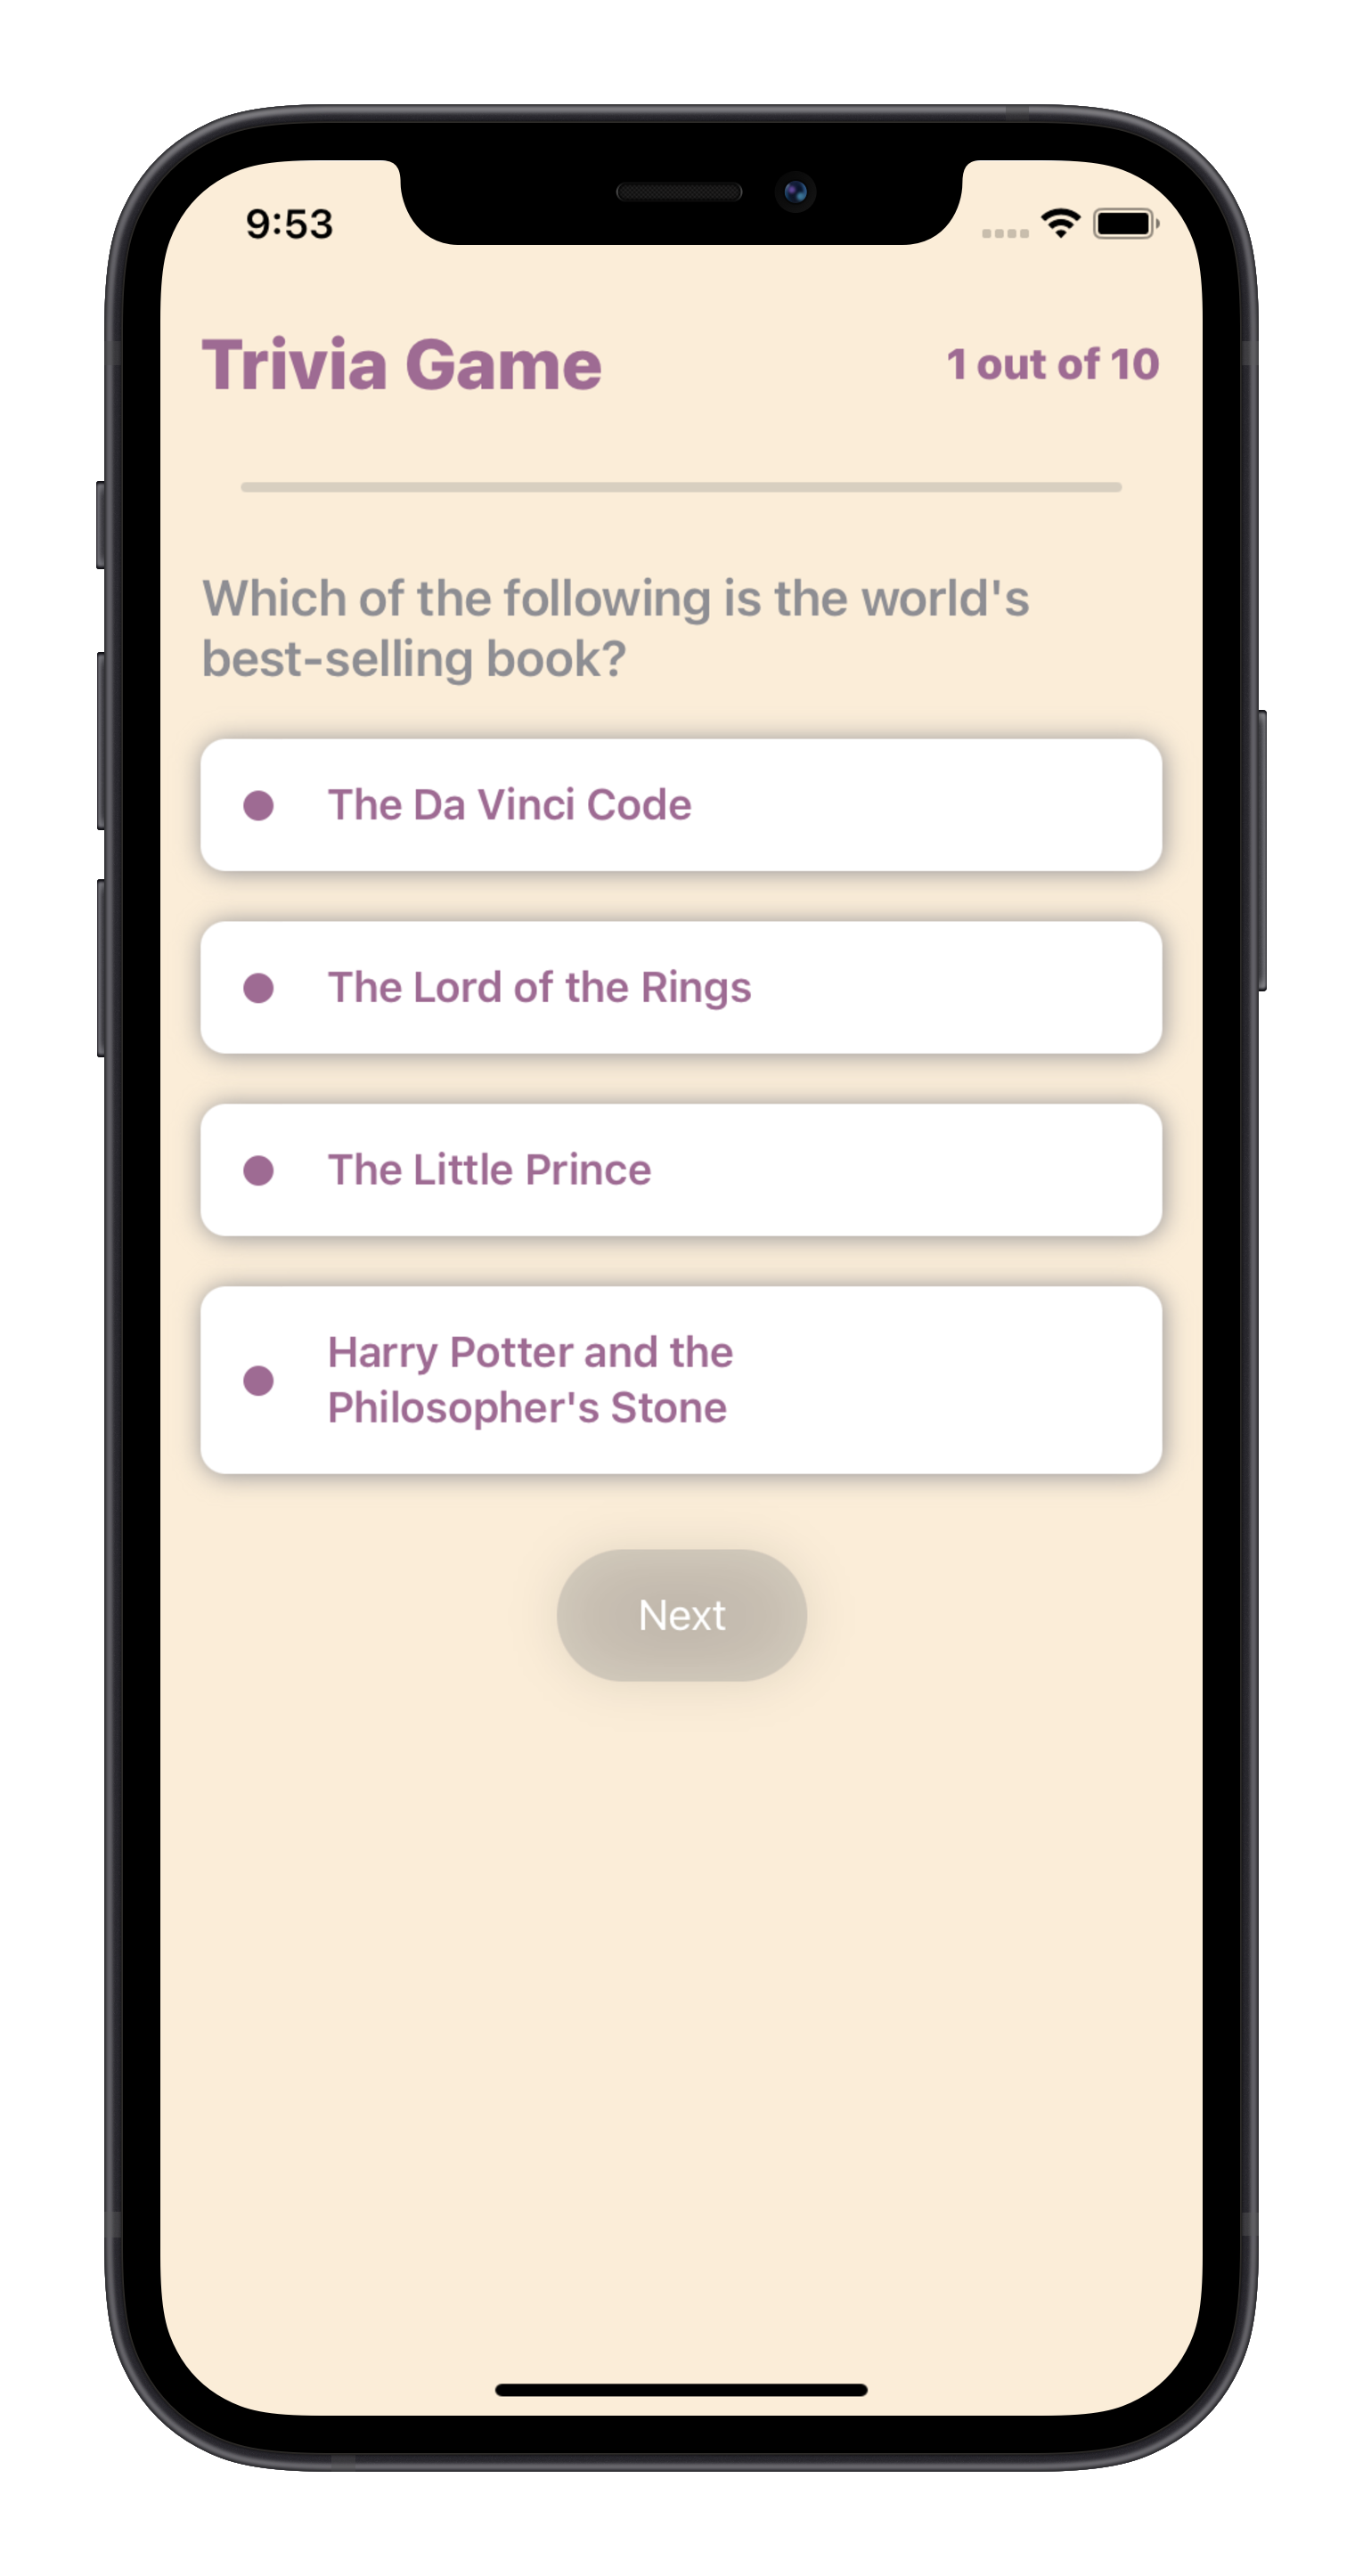 9:53
Trivia Game
1 out of 10
Which of the following is the world's
best-selling book?
The Da Vinci Code
The Lord of the Rings
The Little Prince
Harry Potter and the
Philosopher's Stone
Next